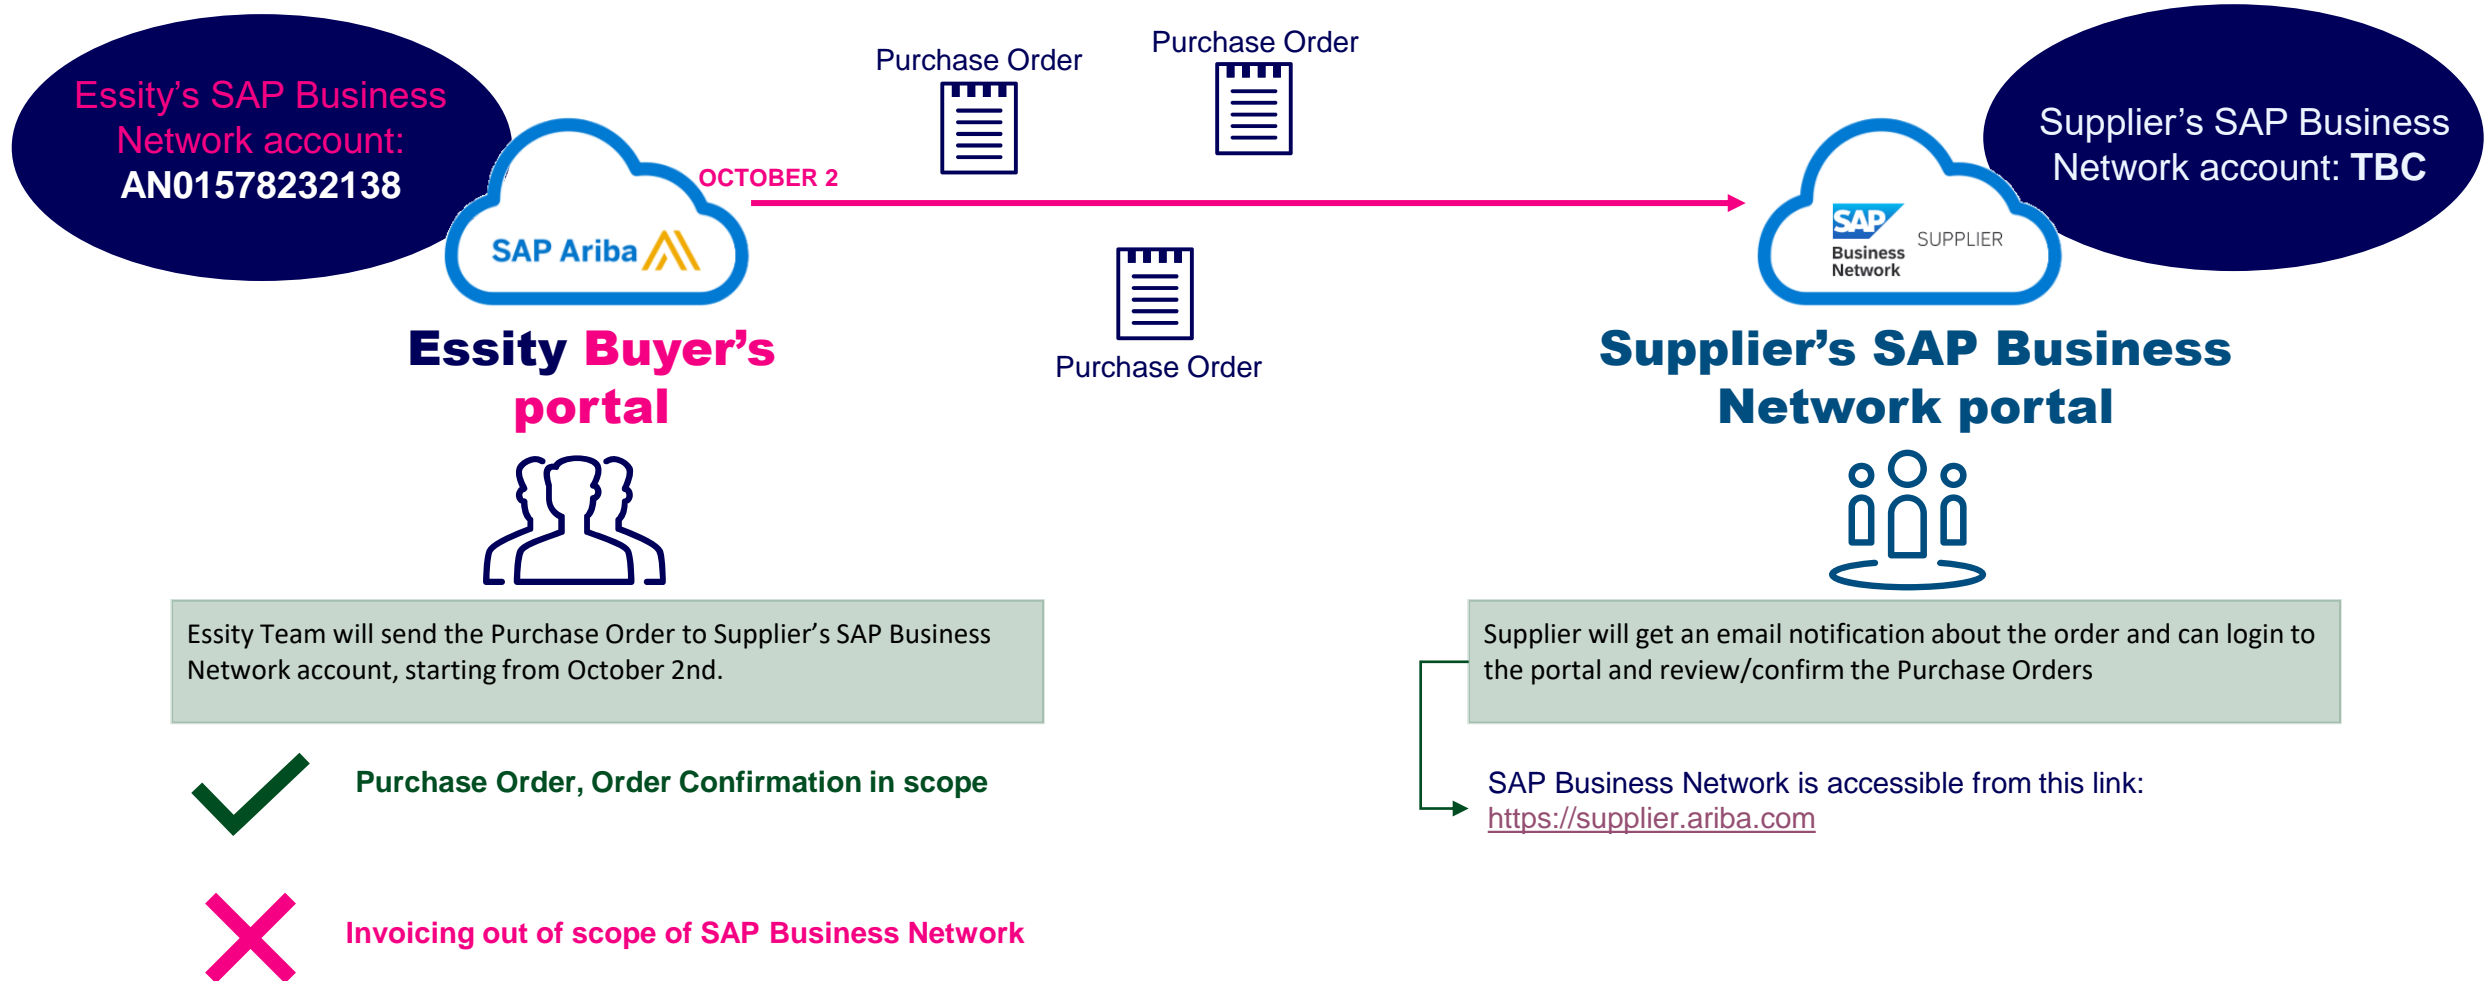 Essity’s SAP Business
Network account:
AN01578232138
SAP Ariba
OCTOBER 2
Purchase Order
Purchase Order
Purchase Order
SAP
Business
Network
SUPPLIER
Supplier’s SAP Business
Network account: TBC
Essity Buyer’s
portal
Supplier’s SAP Business
Network portal
Essity Team will send the Purchase Order to Supplier’s SAP Business
Network account, starting from October 2nd.
Supplier will get an email notification about the order and can login to
the portal and review/confirm the Purchase Orders
Purchase Order, Order Confirmation in scope
SAP Business Network is accessible from this link:
https://supplier.ariba.com
Invoicing out of scope of SAP Business Network